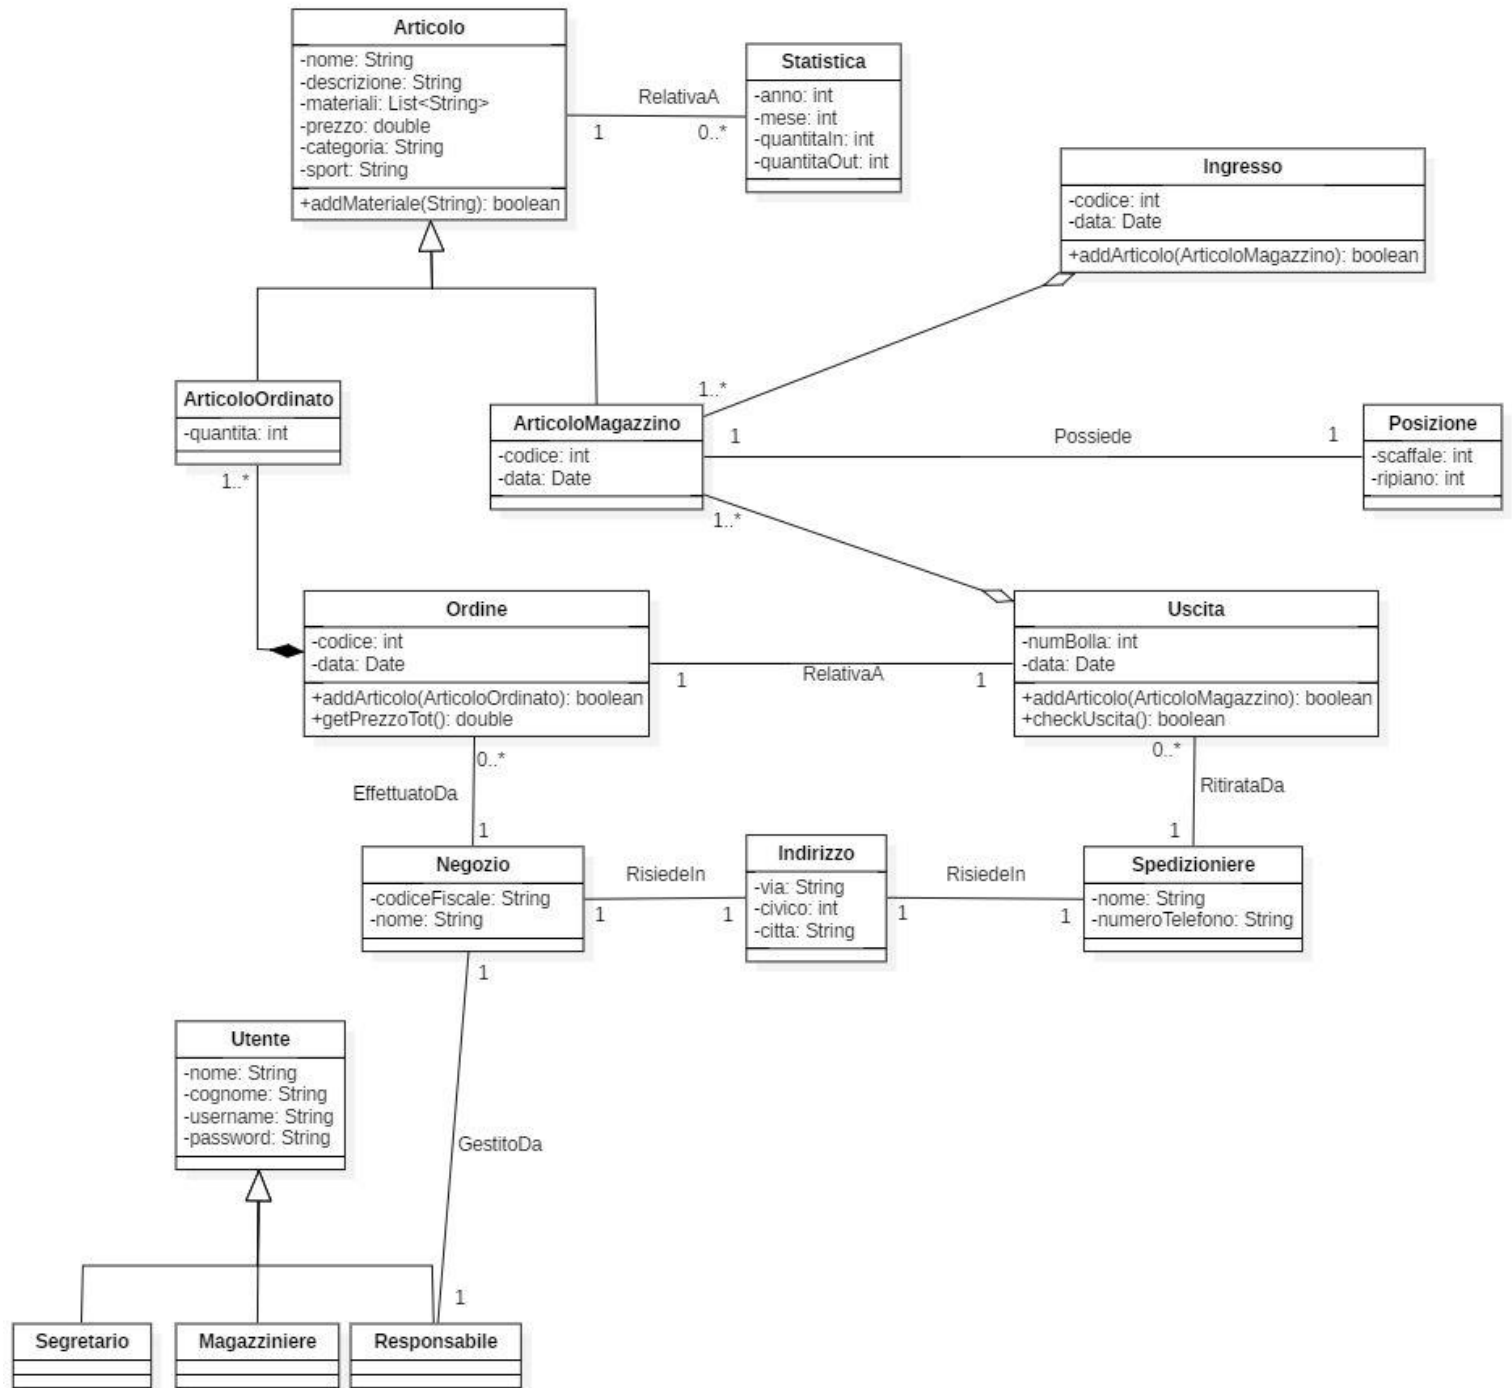 Articolo
-nome: String
-descrizione: String
-materiali: List<String>
-prezzo: double
-categoria: String
-sport: String
+addMateriale(String): boolean
RelativaA
1
0..*
Statistica
-anno: int
-mese: int
-quantitaIn: int
-quantitaOut: int
Ingresso
-codice: int
-data: Date
+addArticolo(ArticoloMagazzino): boolean
ArticoloOrdinato
-quantita: int
1..*
ArticoloMagazzino
-codice: int
-data: Date
1..*
1
Possiede
1
1..*
Posizione
-scaffale: int
-ripiano: int
Ordine
-codice: int
-data: Date
+addArticolo(ArticoloOrdinato): boolean
+getPrezzoTot(): double
1
RelativaA
1
Uscita
-numBolla: int
-data: Date
+addArticolo(ArticoloMagazzino): boolean
+checkUscita(): boolean
0..*
EffettuatoDa
1
0..*
RitirataDa
1
Negozio
-codiceFiscale: String
-nome: String
RisiedeIn
1
1
Indirizzo
-via: String
-civico: int
-citta: String
RisiedeIn
1
1
Spedizioniere
-nome: String
-numeroTelefono: String
1
GestitoDa
1
Utente
-nome: String
-cognome: String
-username: String
-password: String
Segretario
Magazziniere
Responsabile